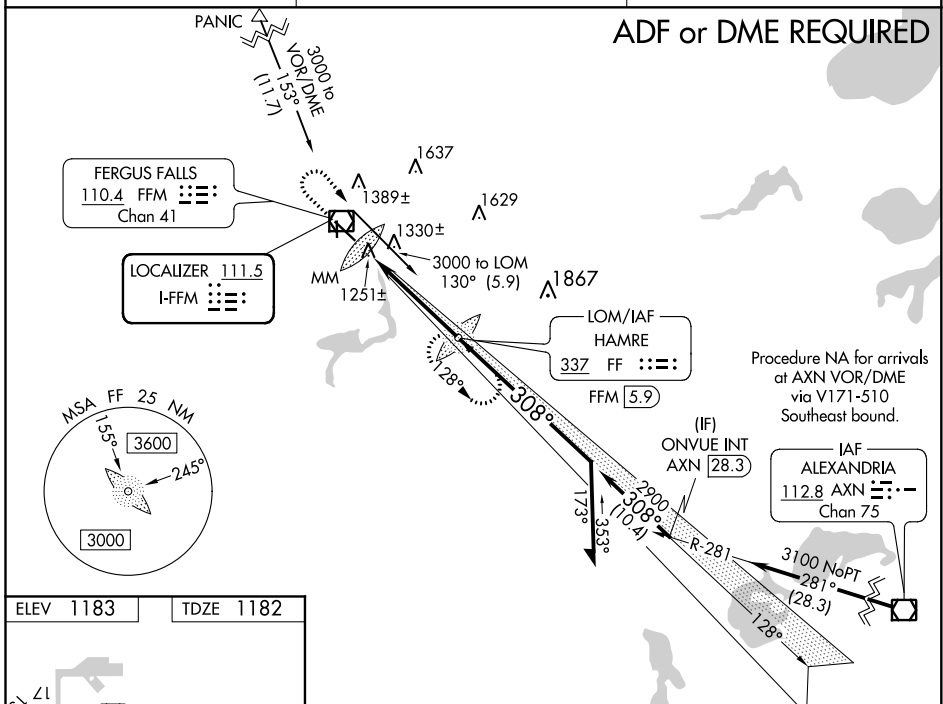 ADF or DME REQUIRED
PANIC
3000 to
VOR/DME
153°
(11.7)
1637
1389±
1629
1330±
FERGUS FALLS
110.4 FFM
Chan 41
LOCALIZER 111.5
I-FFM
MM
1251±
3000 to LOM
130° (5.9)
1867
LOM/IAF
HAMRE
337 FF
FFM 5.9
128°
308°
Procedure NA for arrivals
at AXN VOR/DME
via V171-510
Southeast bound.
(IF)
ONVUE INT
AXN 28.3
IAF
ALEXANDRIA
112.8 AXN
Chan 75
MSA FF 25 NM
155°
3600
245°
3000
173°
353°
2900
308°
(10.4)
R-281
3100 NoPT
281°
(28.3)
128°
ELEV 1183
TDZE 1182
17